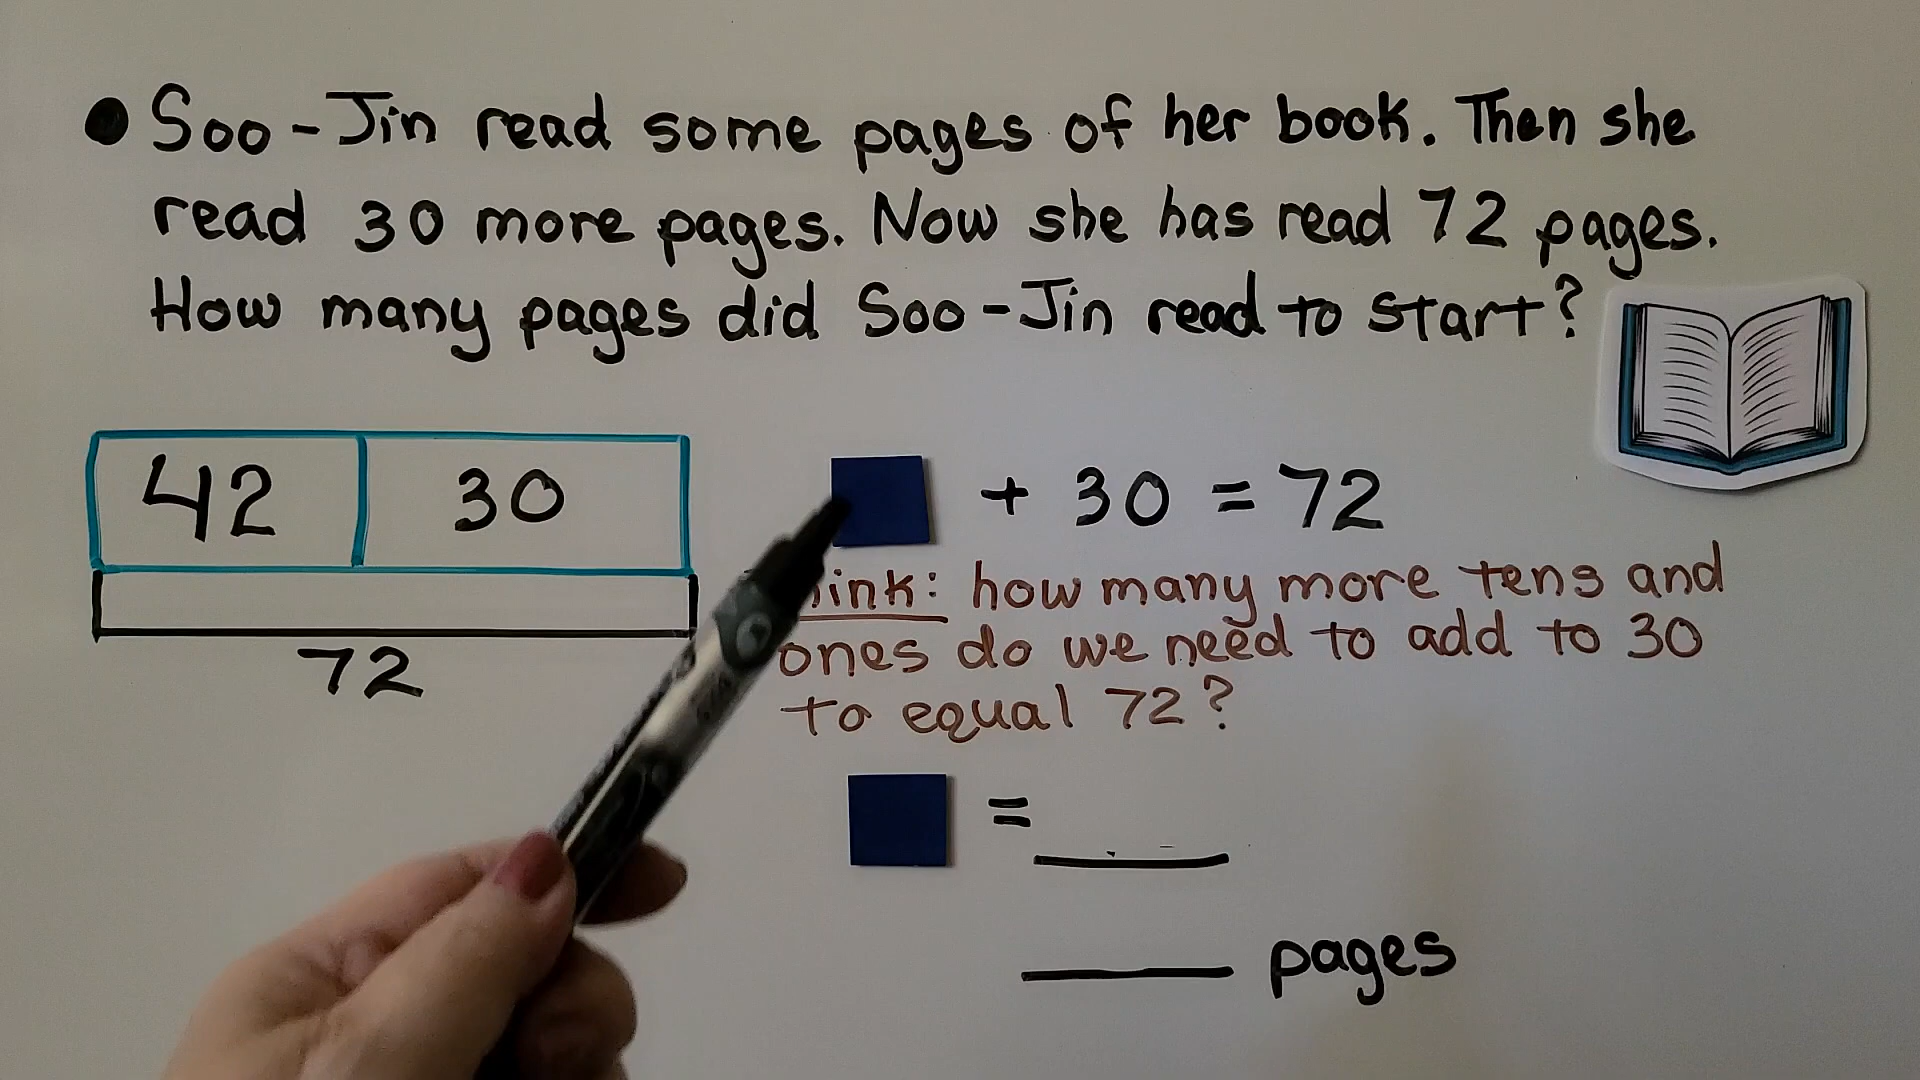 Soo-Jin read some pages of her book. Then she
read 30 more pages. Now she has read 72 pages.
How many pages did Soo-Jin read to start?
42 30
72
+ 30 = 72
hink: how many more tens and
ones do we need to add to 30
to equal 72?
=
pages